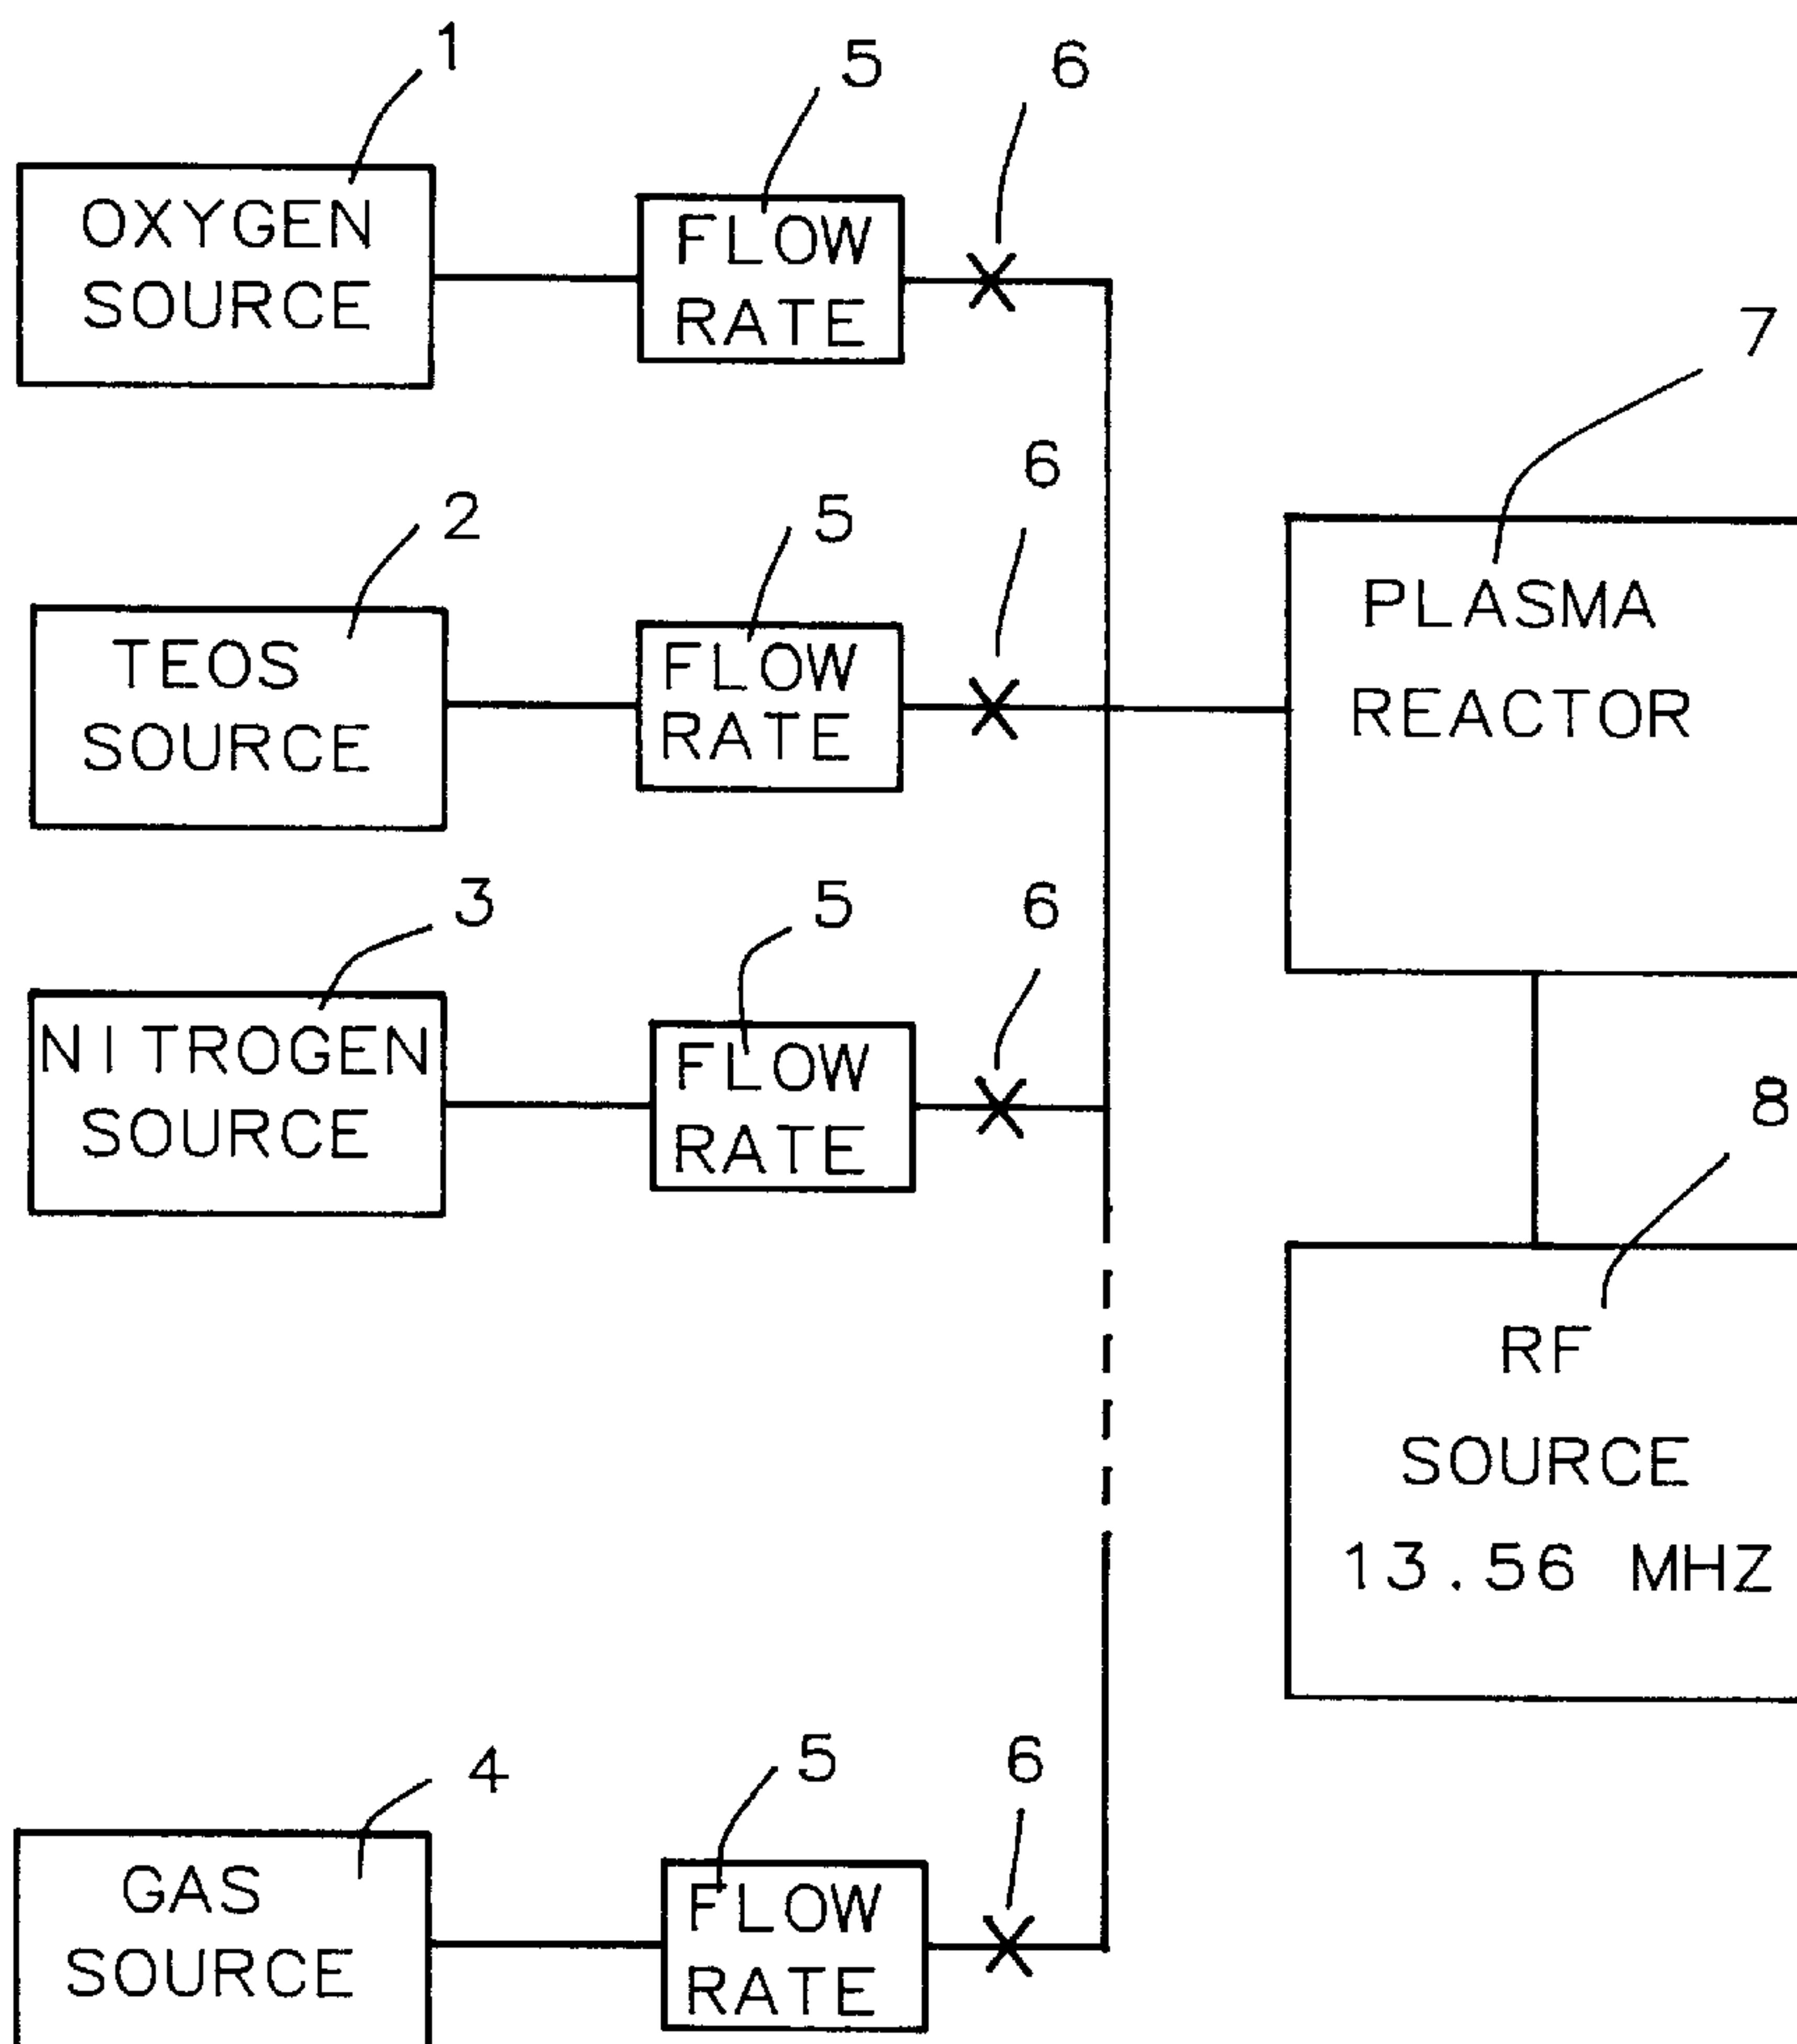 1
5
6
OXYGEN
SOURCE
FLOW
RATE
7
2
5
6
TEOS
SOURCE
FLOW
RATE
PLASMA
REACTOR
3
5
6
NITROGEN
SOURCE
FLOW
RATE
8
RF
SOURCE
13.56 MHZ
4
5
6
GAS
SOURCE
FLOW
RATE